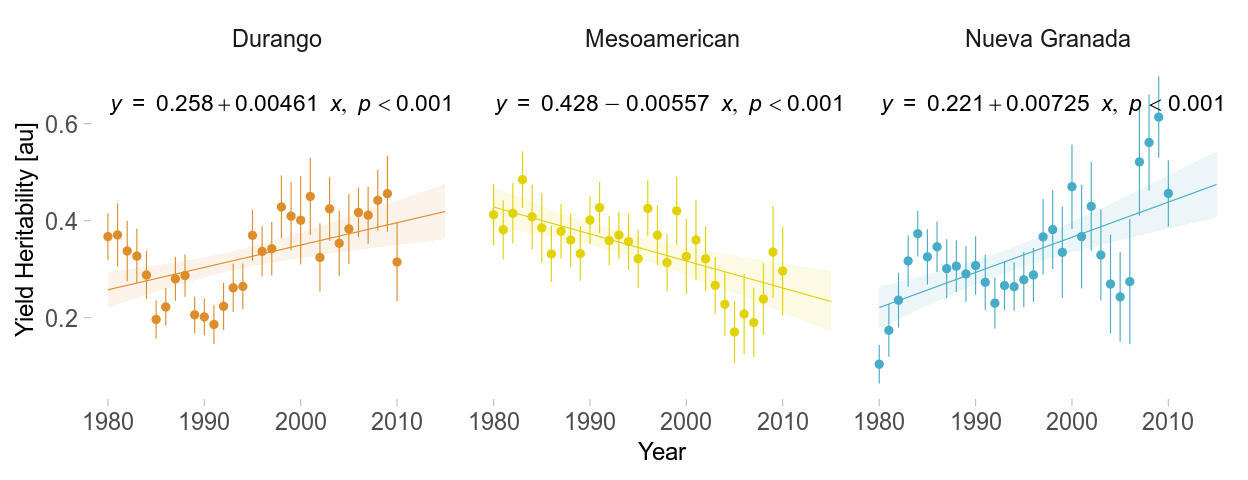 Durango Mesoamerican Nueva Granada
y = 0.258 + 0.00461 x, p < 0.001 y = 0.428 − 0.00557 x, p < 0.001 y = 0.221 + 0.00725 x, p < 0.001
Yield Heritability [au]
0.6
0.4
0.2
1980 1990 2000 2010 1980 1990 2000 2010 1980 1990 2000 2010
Year